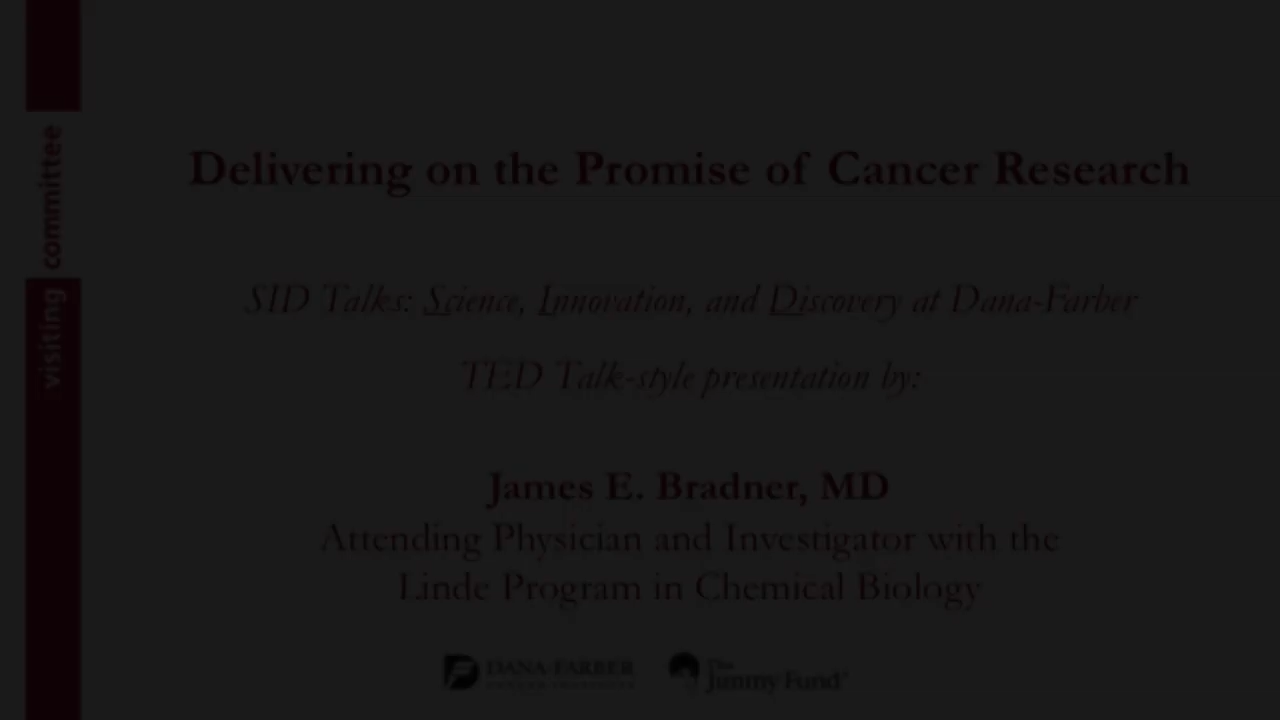 visiting committee
Delivering on the Promise of Cancer Research
SID Talks: Science, Innovation, and Discovery at Dana-Farber
TED Talk-style presentation by:
James E. Bradner, MD
Attending Physician and Investigator with the
Linde Program in Chemical Biology
DANA-FARBER
The
Jimmy Fund